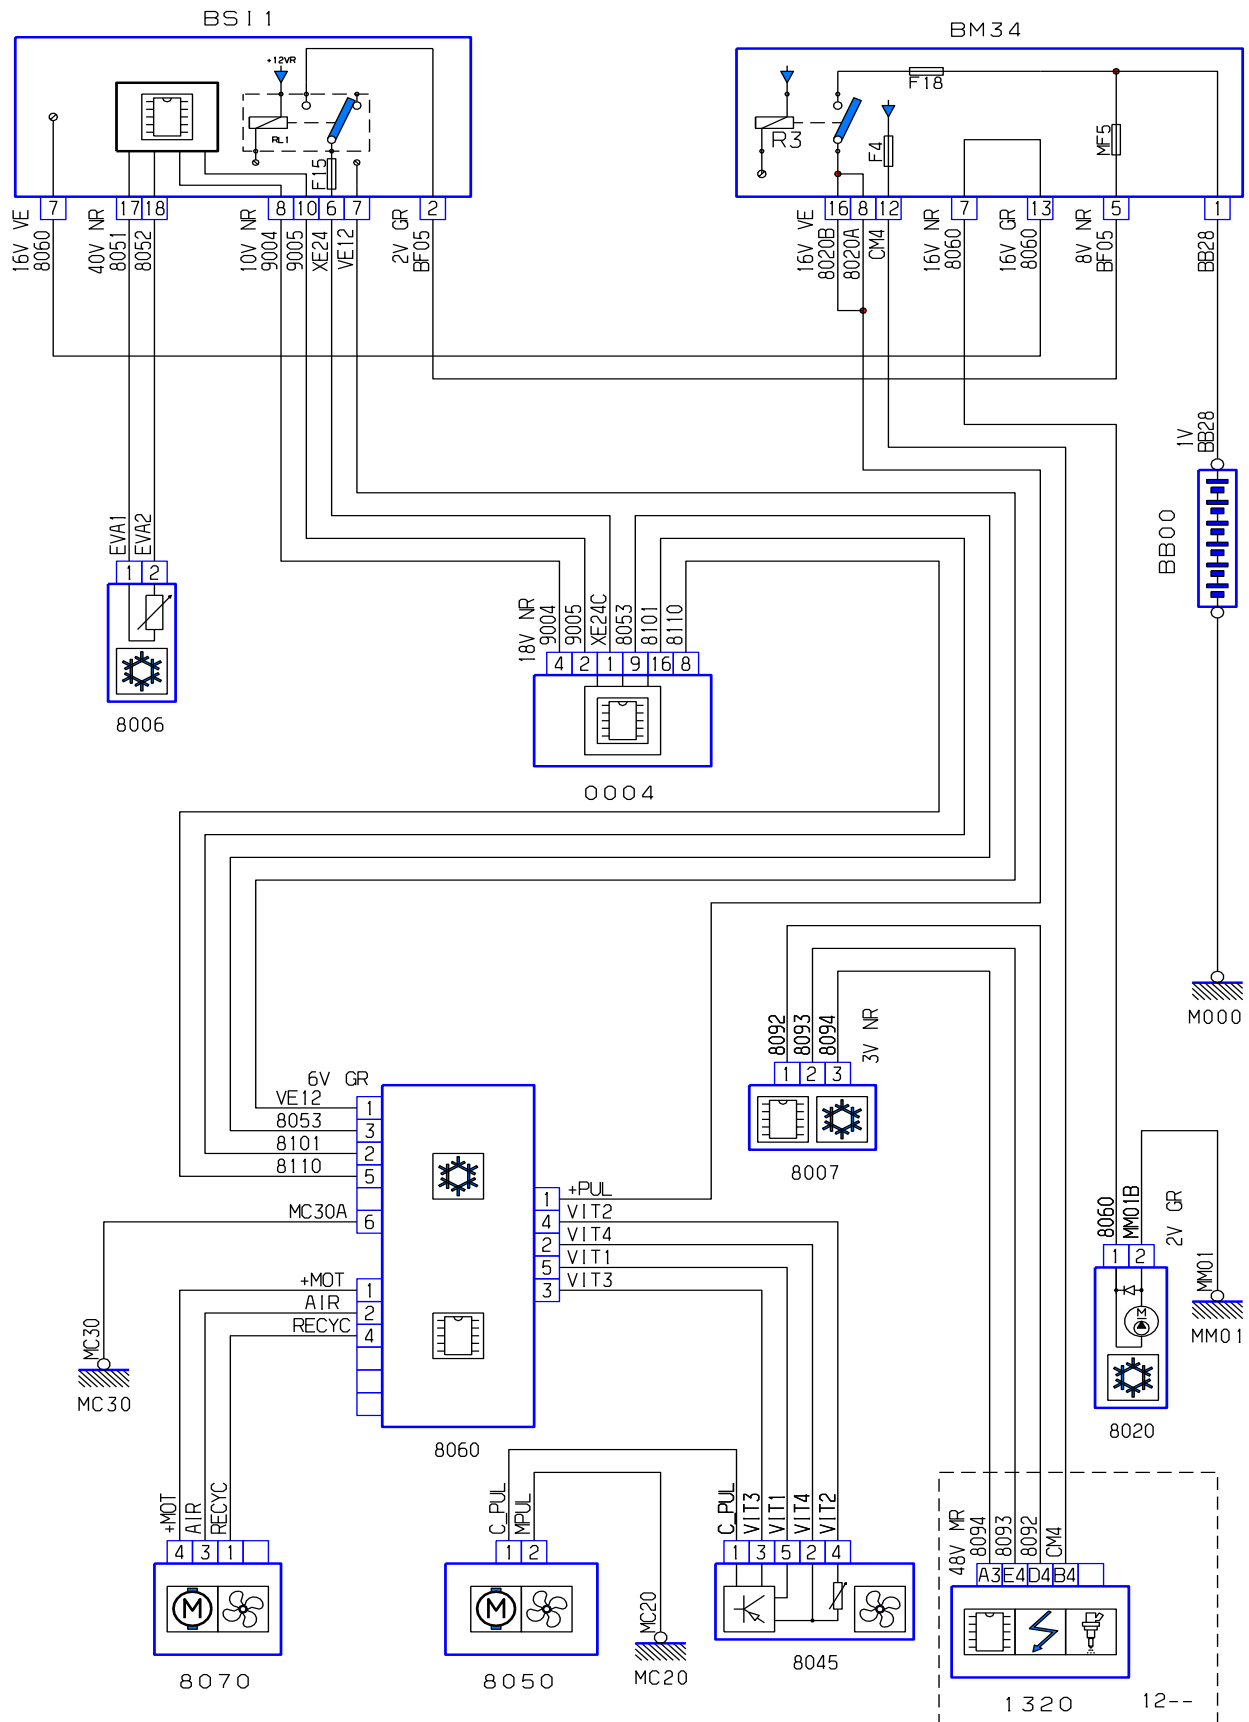 BSI1
BM34
+12VR
RL1
F15
F18
R3
F4
MF5
7
17
18
8
10
6
7
2
16
8
12
7
13
5
1
16V VE
8060
40V NR
8051
8052
10V NR
9004
9005
XE24
VE12
2V GR
BF05
16V VE
8020B
8020A
CM4
16V NR
8060
16V GR
8060
8V NR
BF05
BB28
1V
BB28
BB00
EVA1
EVA2
1
2
8006
18V NR
9004
9005
XE24C
8053
8101
8110
4
2
1
9
16
8
0004
M000
8092
8093
8094
3V NR
1
2
3
8007
6V GR
VE12
8053
8101
8110
MC30A
1
3
2
5
6
+MOT
AIR
RECYC
1
2
4
+PUL
VIT2
VIT4
VIT1
VIT3
1
4
2
5
3
8060
MC30
MC30
8060
MM01B
2V GR
1
2
M
8020
MM01
MM01
+MOT
AIR
RECYC
4
3
1
M
8070
C_PUL
MPUL
1
2
M
8050
MC20
MC20
C_PUL
VIT3
VIT1
VIT4
VIT2
1
3
5
2
4
8045
48V MR
8094
8093
8092
CM4
A3
E4
D4
B4
1320
12--